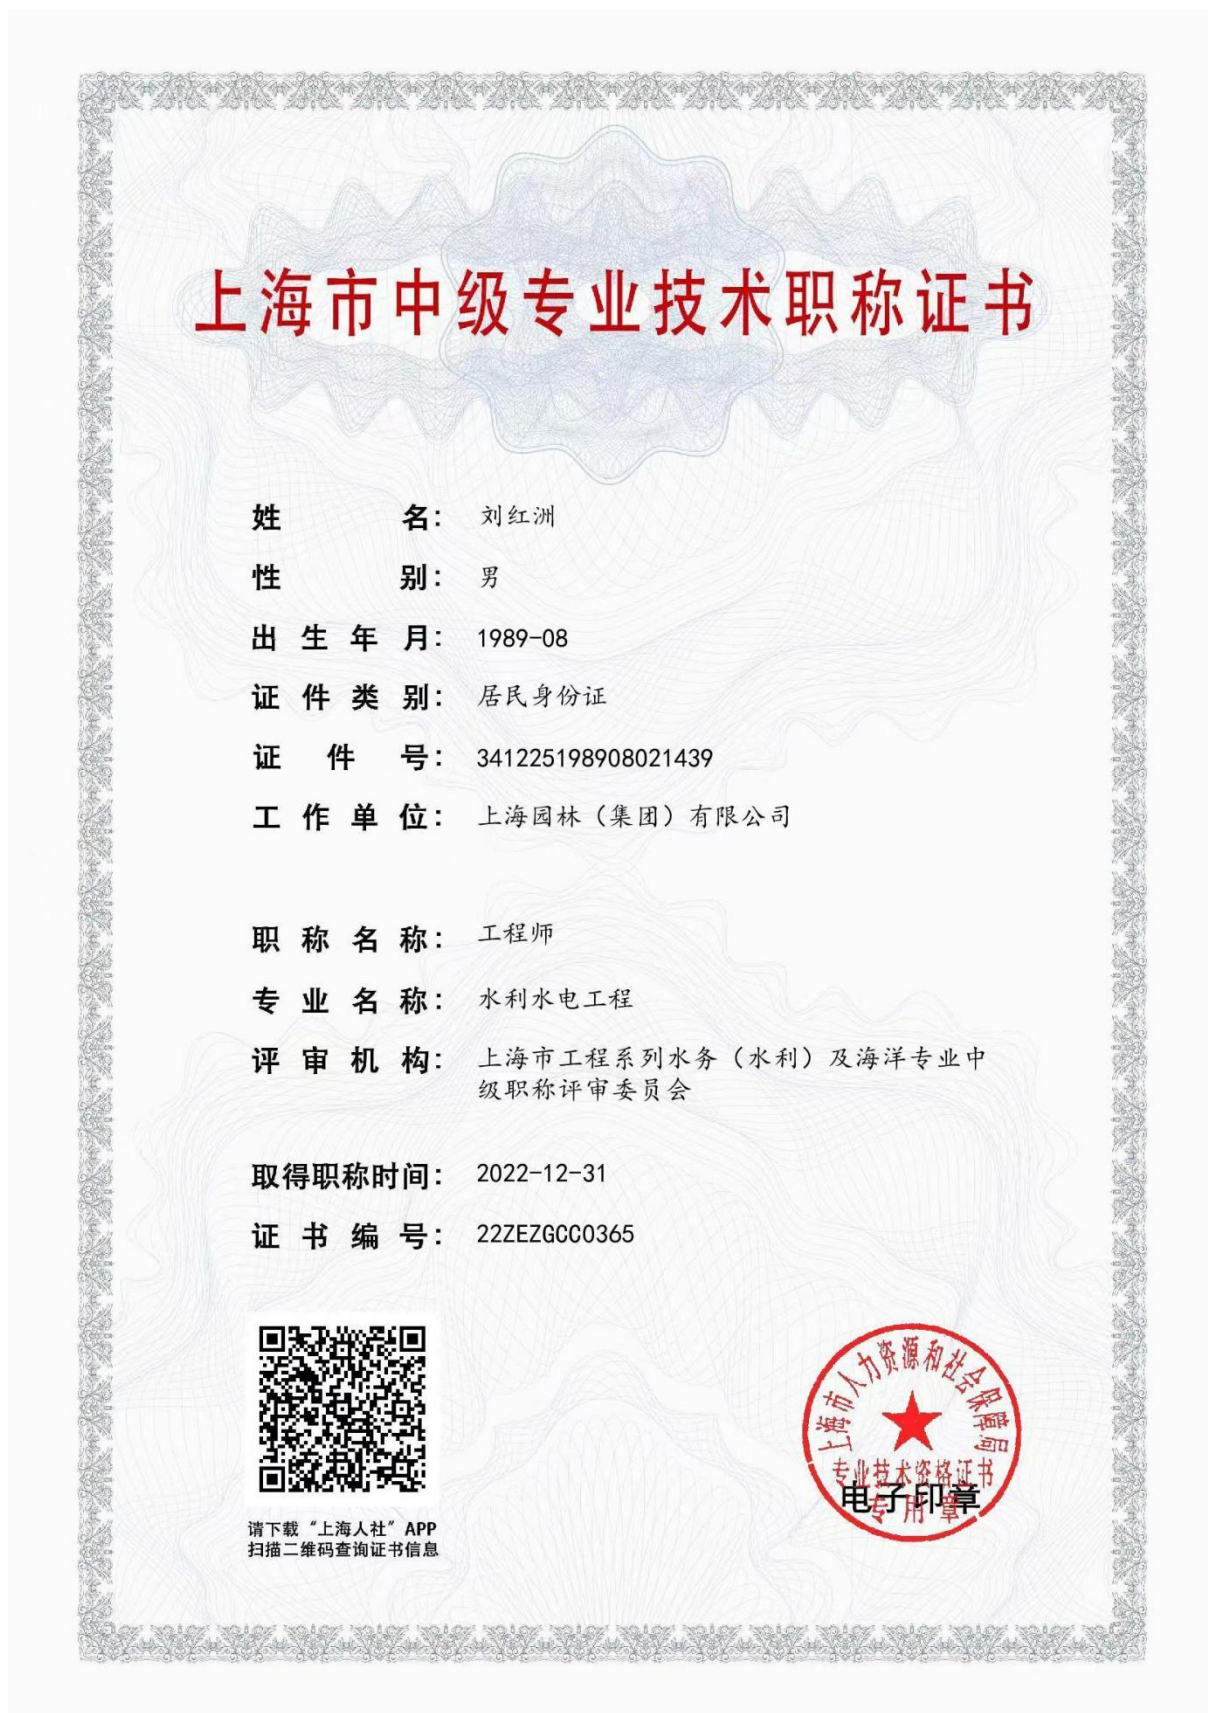 上海市中级专业技术职称证书
姓名： 刘红洲
性别： 男
出生年月： 1989-08
证件类别： 居民身份证
证件号： 341225198908021439
工作单位： 上海园林（集团）有限公司
职称名称： 工程师
专业名称： 水利水电工程
评审机构： 上海市工程系列水务（水利）及海洋专业中
级职称评审委员会
取得职称时间： 2022-12-31
证书编号： 22ZEZGCC0365
请下载“上海人社”APP
扫描二维码查询证书信息
上海市人力资源和社会保障局
专业技术资格证书
电子印章
专用章